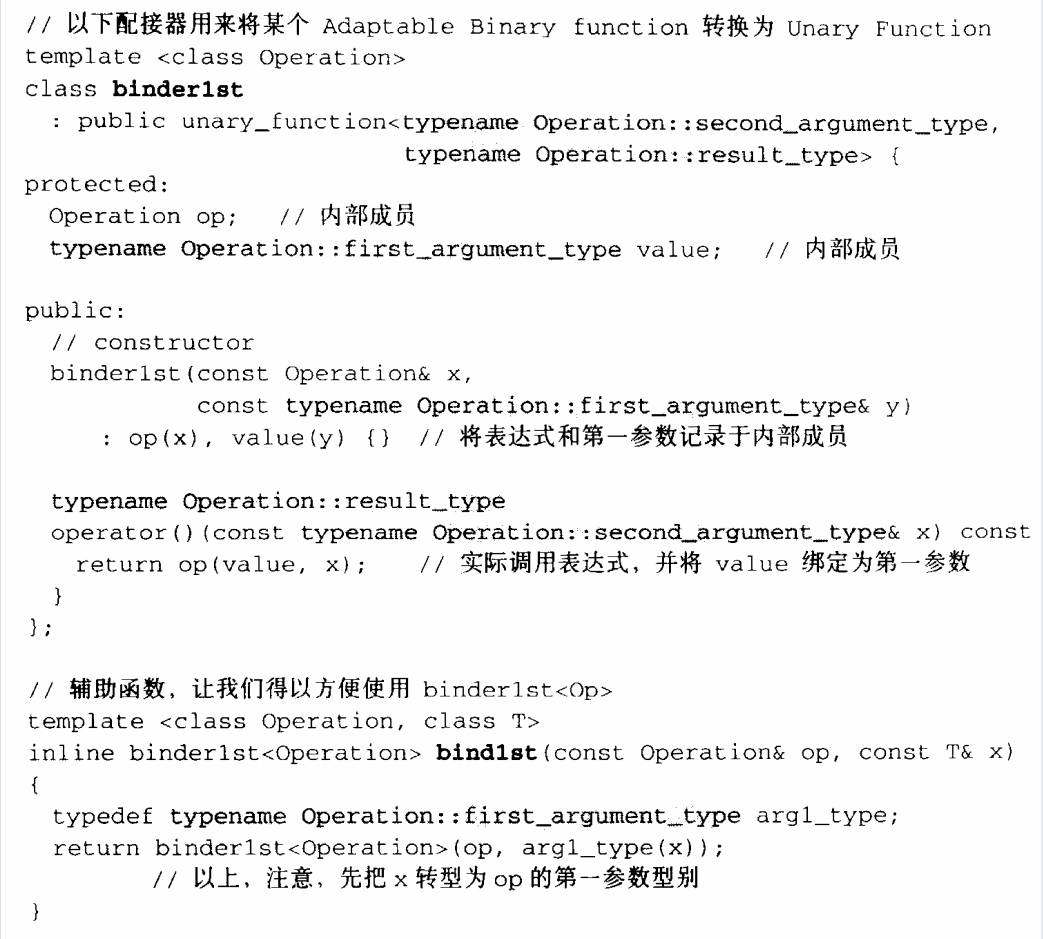 // 以下配接器用来将某个 Adaptable Binary function 转换为 Unary Function
template <class Operation>
class binder1st
  : public unary_function<typename Operation::second_argument_type,
                          typename Operation::result_type> {
protected:
  Operation op;   // 内部成员
  typename Operation::first_argument_type value;   // 内部成员

public:
  // constructor
  binder1st(const Operation& x,
            const typename Operation::first_argument_type& y)
     : op(x), value(y) {}  // 将表达式和第一参数记录于内部成员

  typename Operation::result_type
  operator()(const typename Operation::second_argument_type& x) const
    return op(value, x);    // 实际调用表达式，并将 value 绑定为第一参数
  }
};

// 辅助函数，让我们得以方便使用 binder1st<Op>
template <class Operation, class T>
inline binder1st<Operation> bind1st(const Operation& op, const T& x)
{
  typedef typename Operation::first_argument_type arg1_type;
  return binder1st<Operation>(op, arg1_type(x));
         // 以上，注意，先把 x 转型为 op 的第一参数型别
}